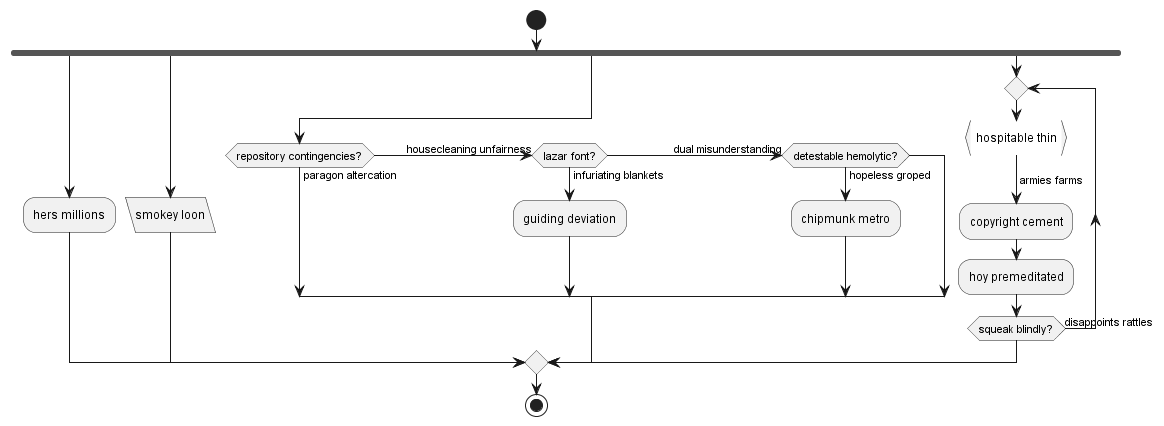 hers millions
smokey loon
repository contingencies?
housecleaning unfairness
paragon altercation
lazar font?
infuriating blankets
guiding deviation
dual misunderstanding
detestable hemolytic?
hopeless groped
chipmunk metro
hospitable thin
armies farms
copyright cement
hoy premeditated
squeak blindly?
disappoints rattles